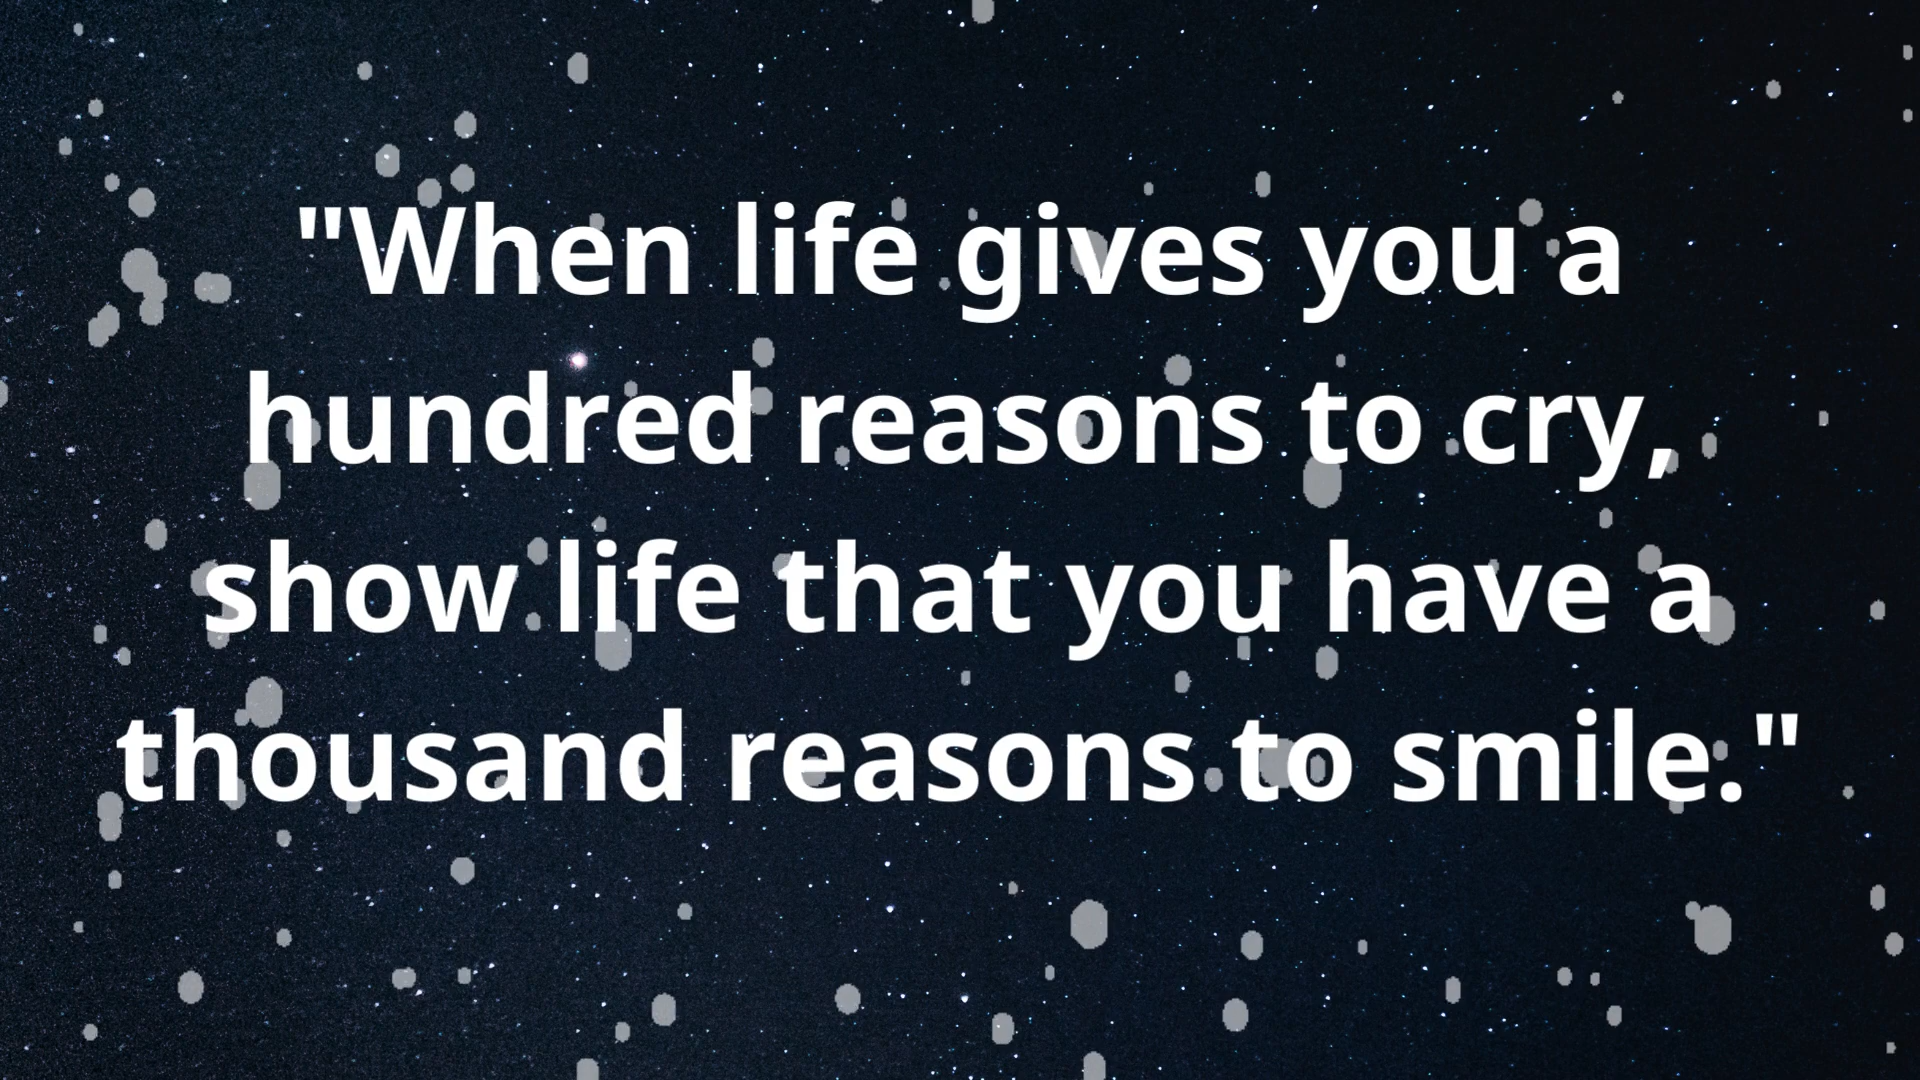 "When life gives you a
hundred reasons to cry,
show life that you have a
thousand reasons to smile."